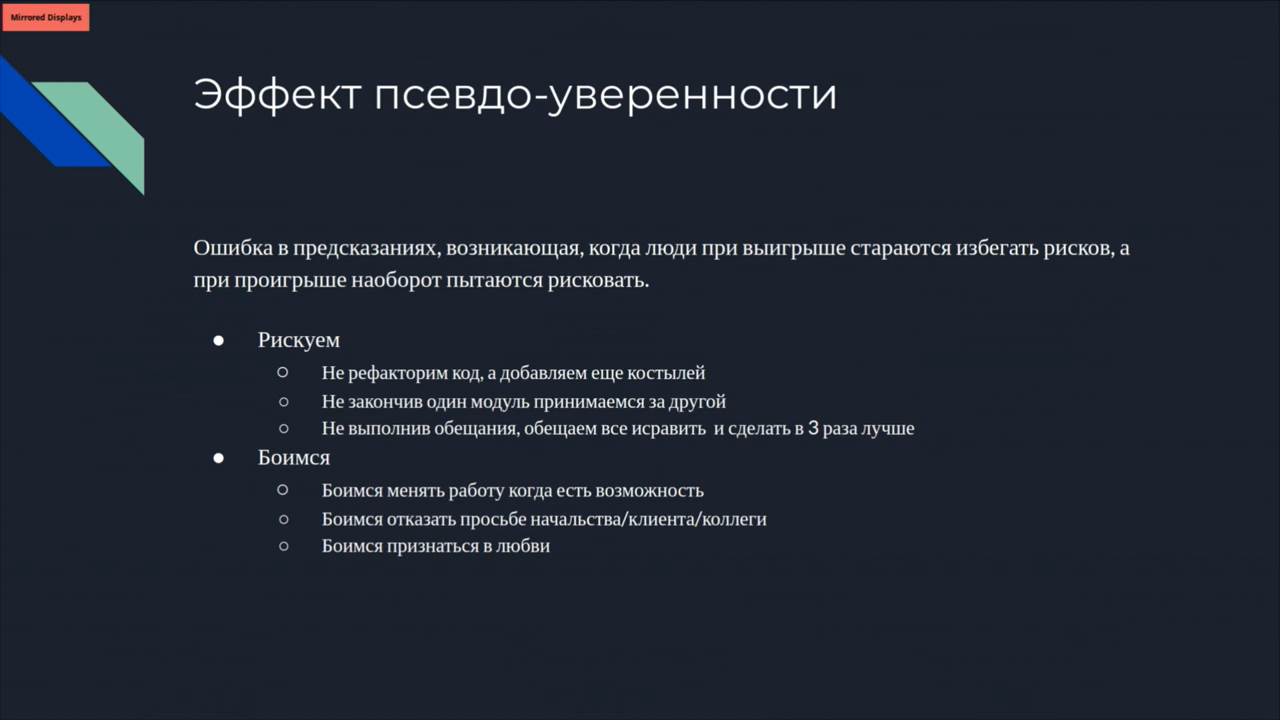 Mirrored Displays
Эффект псевдо-уверенности
Ошибка в предсказаниях, возникающая, когда люди при выигрыше стараются избегать рисков, а
при проигрыше наоборот пытаются рисковать.
● Рискуем
○ Не рефакторим код, а добавляем еще костылей
○ Не закончив один модуль принимаемся за другой
○ Не выполнив обещания, обещаем все исравить и сделать в 3 раза лучше
● Боимся
○ Боимся менять работу когда есть возможность
○ Боимся отказать просьбе начальства/клиента/коллеги
○ Боимся признаться в любви